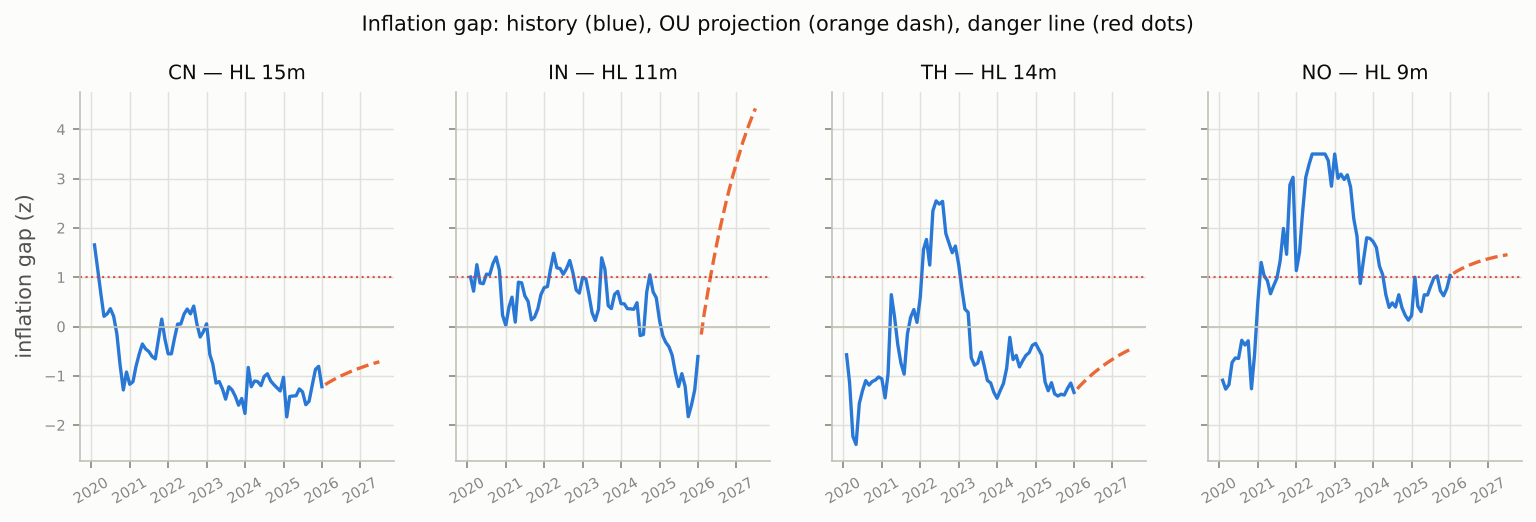 Inflation gap: history (blue), OU projection (orange dash), danger line (red dots)
CN — HL 15m
IN — HL 11m
TH — HL 14m
NO — HL 9m
inflation gap (z)
4
3
2
1
0
−1
−2
2020 2021 2022 2023 2024 2025 2026 2027
2020 2021 2022 2023 2024 2025 2026 2027
2020 2021 2022 2023 2024 2025 2026 2027
2020 2021 2022 2023 2024 2025 2026 2027